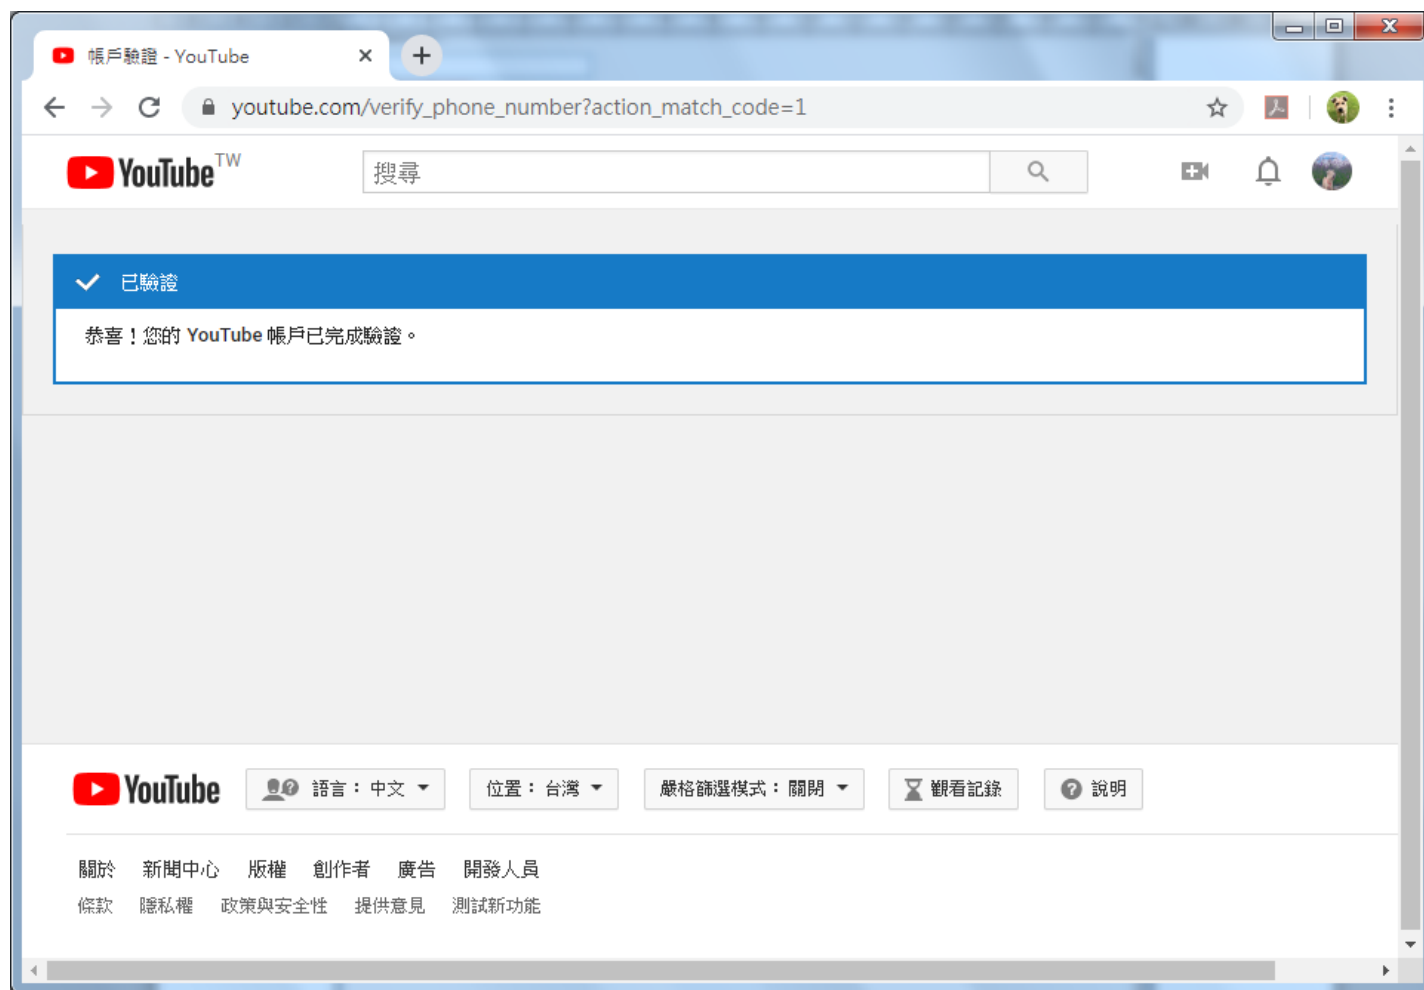 帳戶驗證 - YouTube
youtube.com/verify_phone_number?action_match_code=1
YouTube TW
搜尋
已驗證
恭喜！您的 YouTube 帳戶已完成驗證。
YouTube 語言：中文 位置：台灣 嚴格篩選模式：關閉 觀看記錄 說明
關於 新聞中心 版權 創作者 廣告 開發人員
條款 隱私權 政策與安全性 提供意見 測試新功能